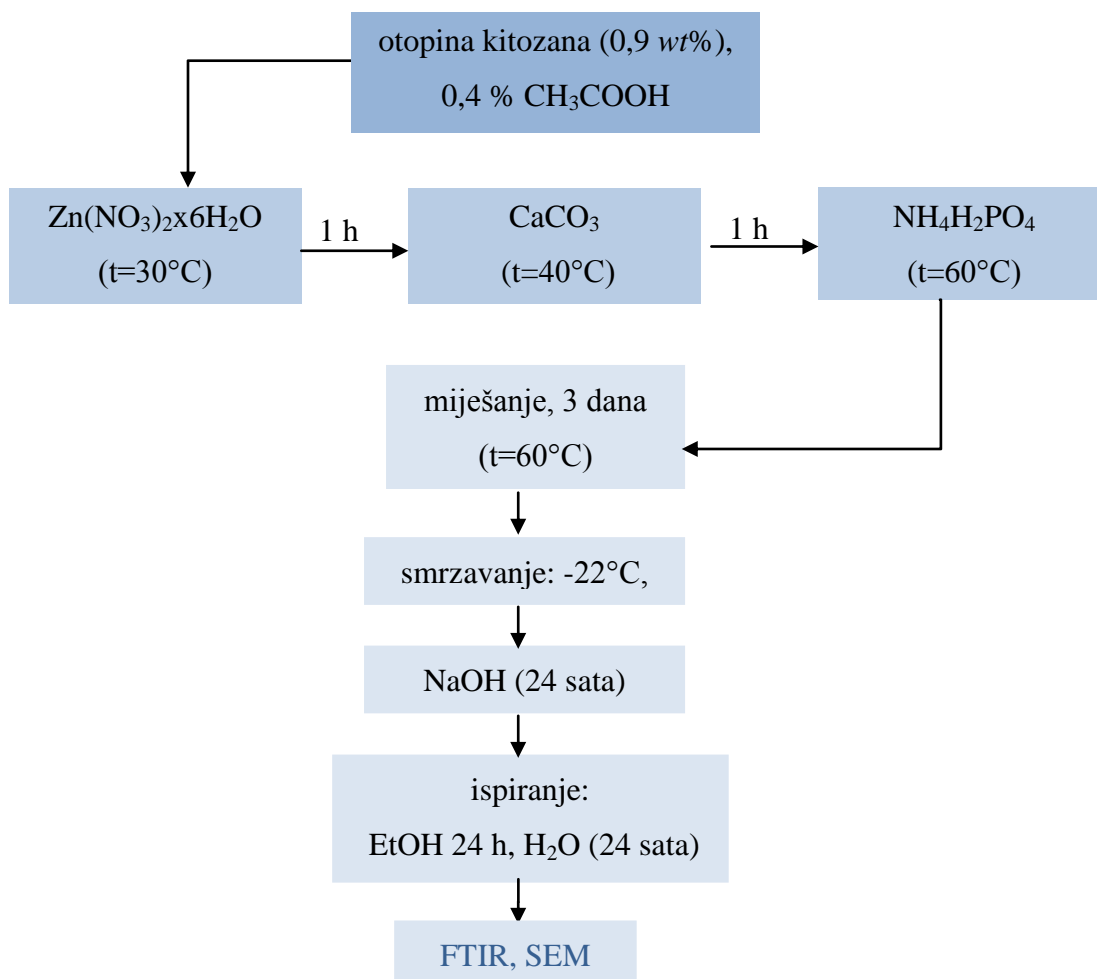 otopina kitozana (0,9 wt%),
0,4 % CH₃COOH
Zn(NO₃)₂x6H₂O
(t=30°C)
1 h
CaCO₃
(t=40°C)
1 h
NH₄H₂PO₄
(t=60°C)
miješanje, 3 dana
(t=60°C)
smrzavanje: -22°C,
NaOH (24 sata)
ispiranje:
EtOH 24 h, H₂O (24 sata)
FTIR, SEM